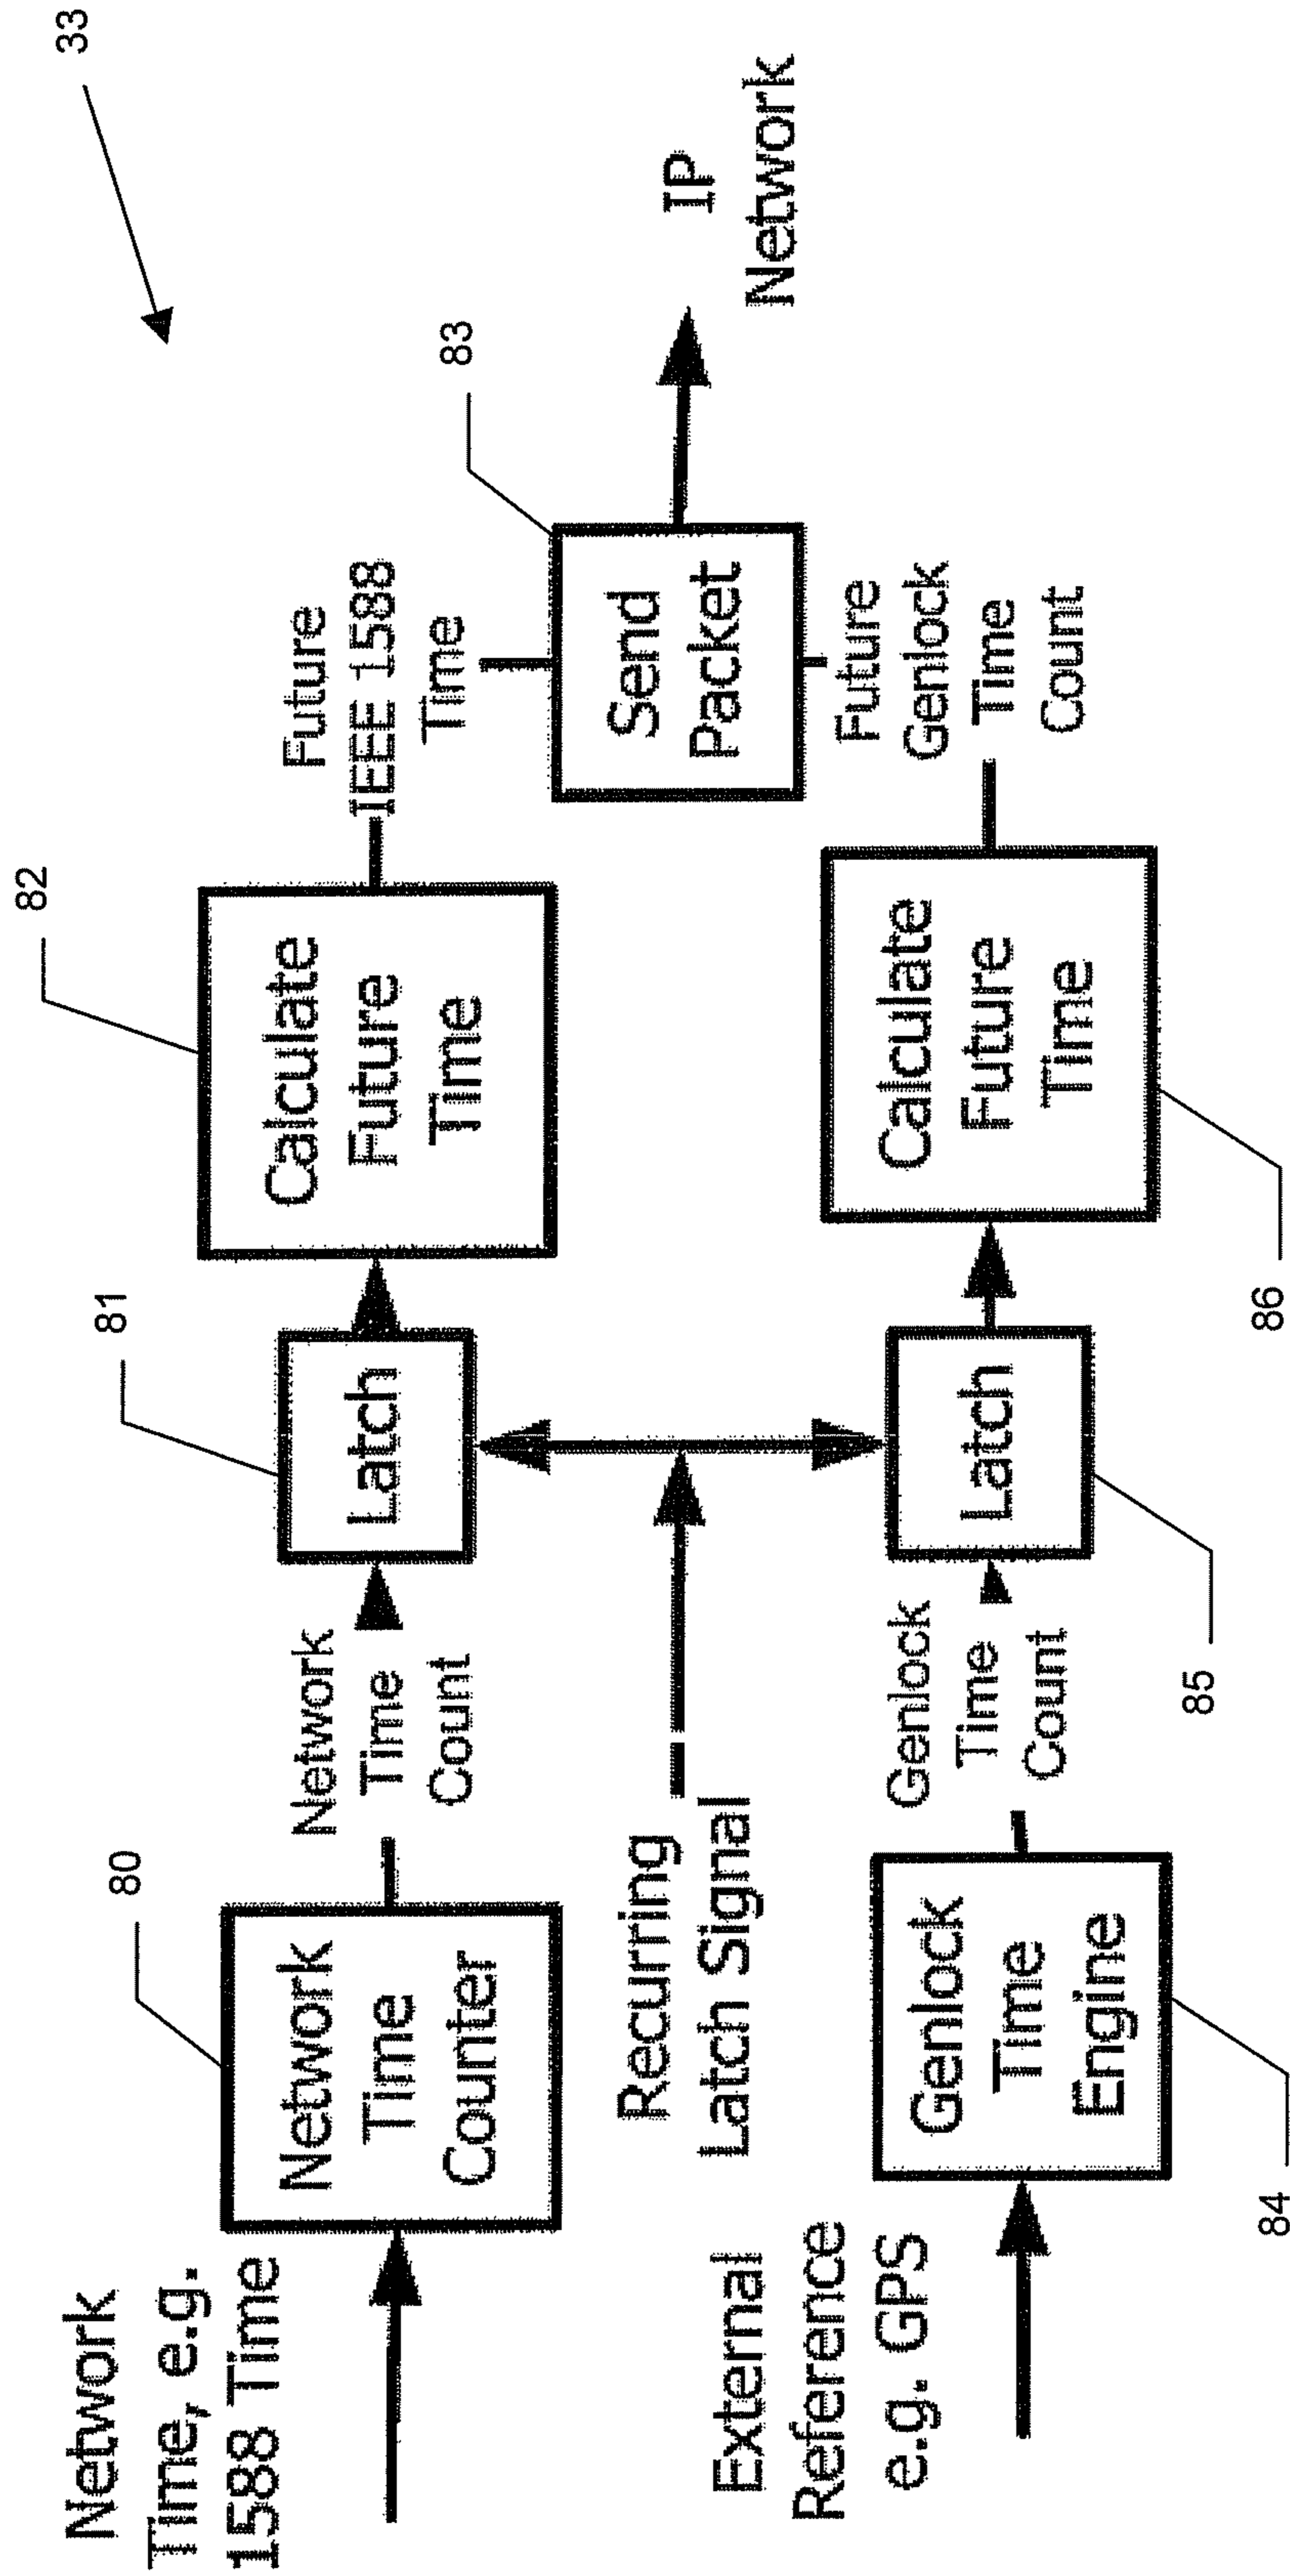 33
Network
Time, e.g.
1588 Time
80
Network
Time
Counter
Network
Time
Count
81
Latch
82
Calculate
Future
Time
Future
IEEE 1588
Time
83
Send
Packet
IP
Network
Recurring
Latch Signal
External
Reference
e.g. GPS
84
Genlock
Time
Engine
Genlock
Time
Count
85
Latch
86
Calculate
Future
Time
Future
Genlock
Time
Count